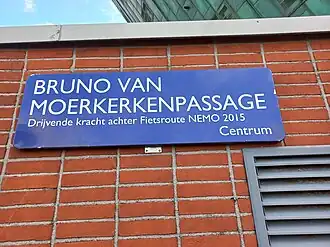 BRUNO VAN
MOERKERKENPASSAGE
Drijvende kracht achter Fietsroute NEMO 2015
Centrum